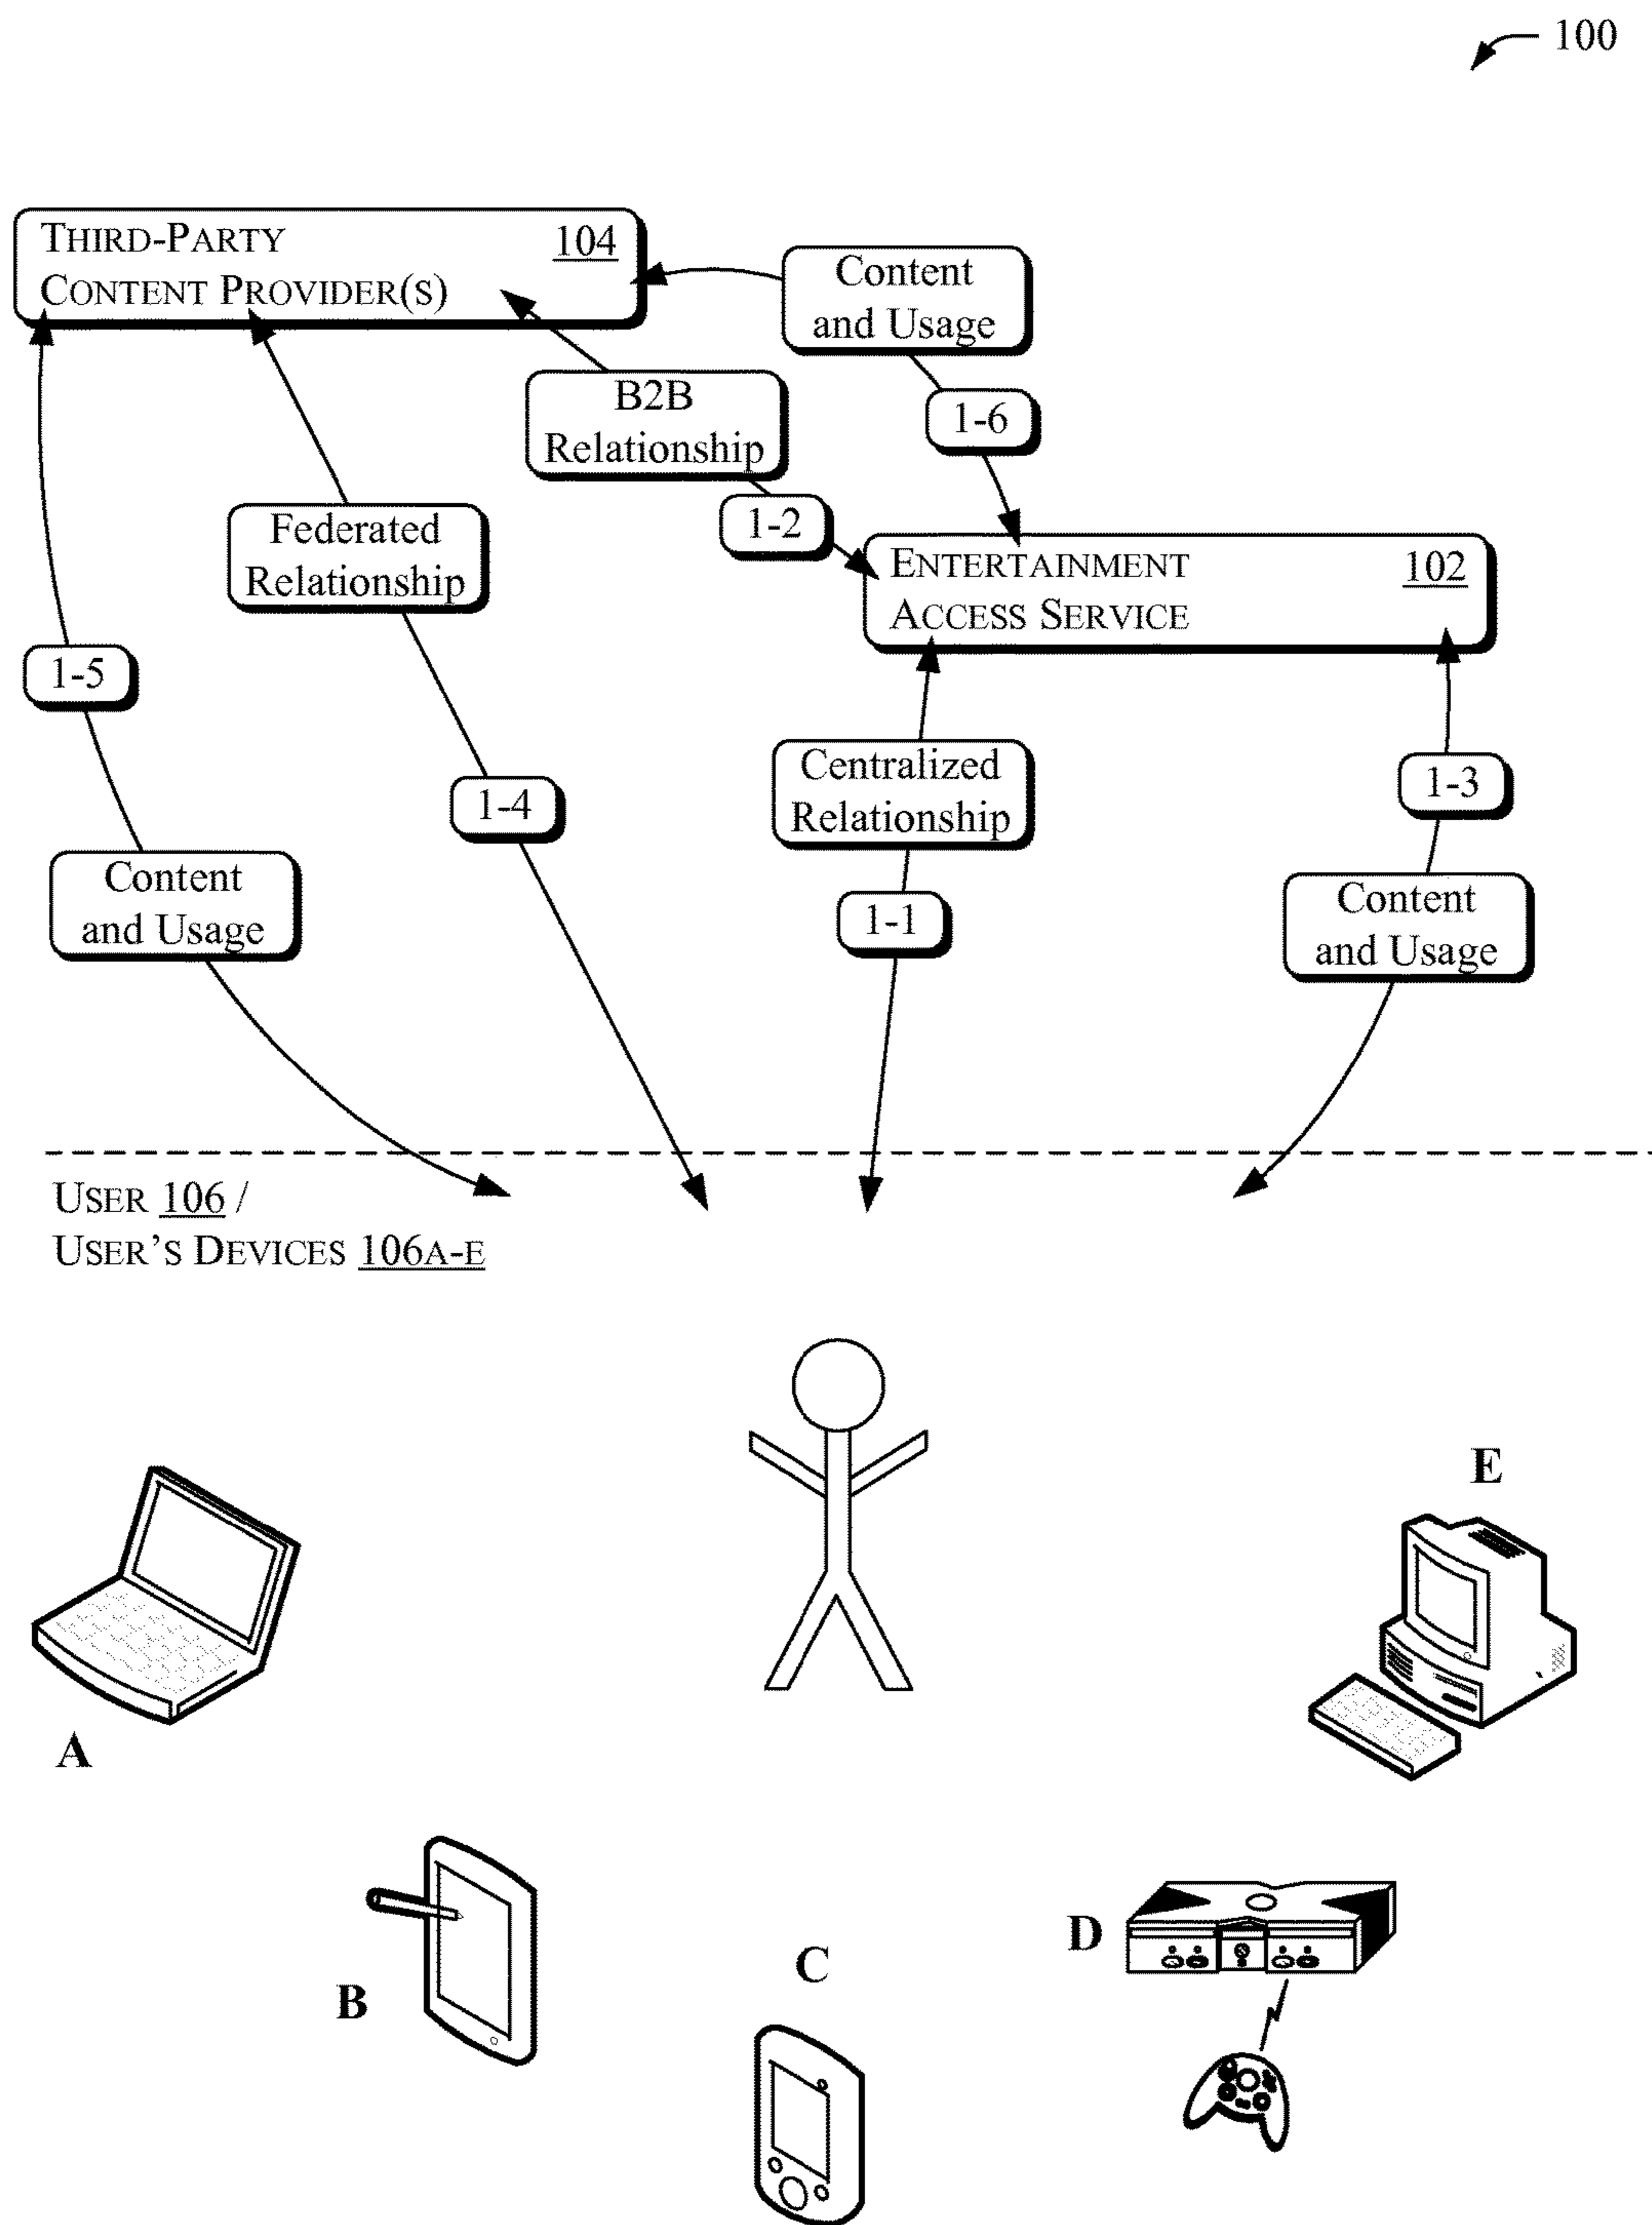 100
THIRD-PARTY
CONTENT PROVIDER(S)
104
Content
and Usage
B2B
Relationship
1-6
1-2
Federated
Relationship
ENTERTAINMENT
ACCESS SERVICE
102
1-5
1-4
Centralized
Relationship
1-3
Content
and Usage
1-1
Content
and Usage
USER 106 /
USER'S DEVICES 106A-E
A
B
C
D
E